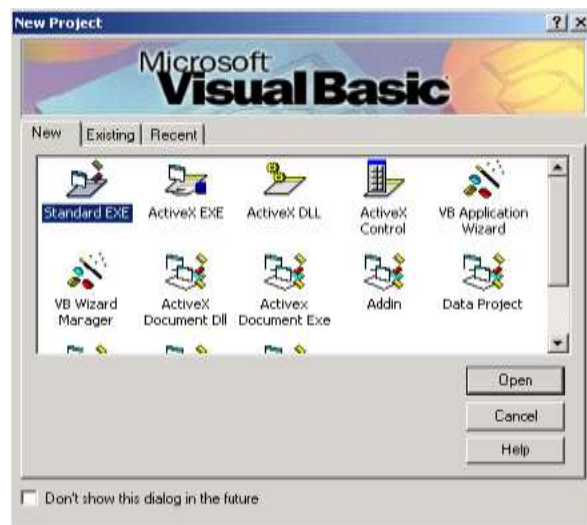 New Project
Microsoft
Visual Basic
New Existing Recent
Standard EXE ActiveX EXE ActiveX DLL ActiveX Control VB Application Wizard
VB Wizard Manager ActiveX Document Dll Activex Document Exe Addin Data Project
Open
Cancel
Help
Don't show this dialog in the future